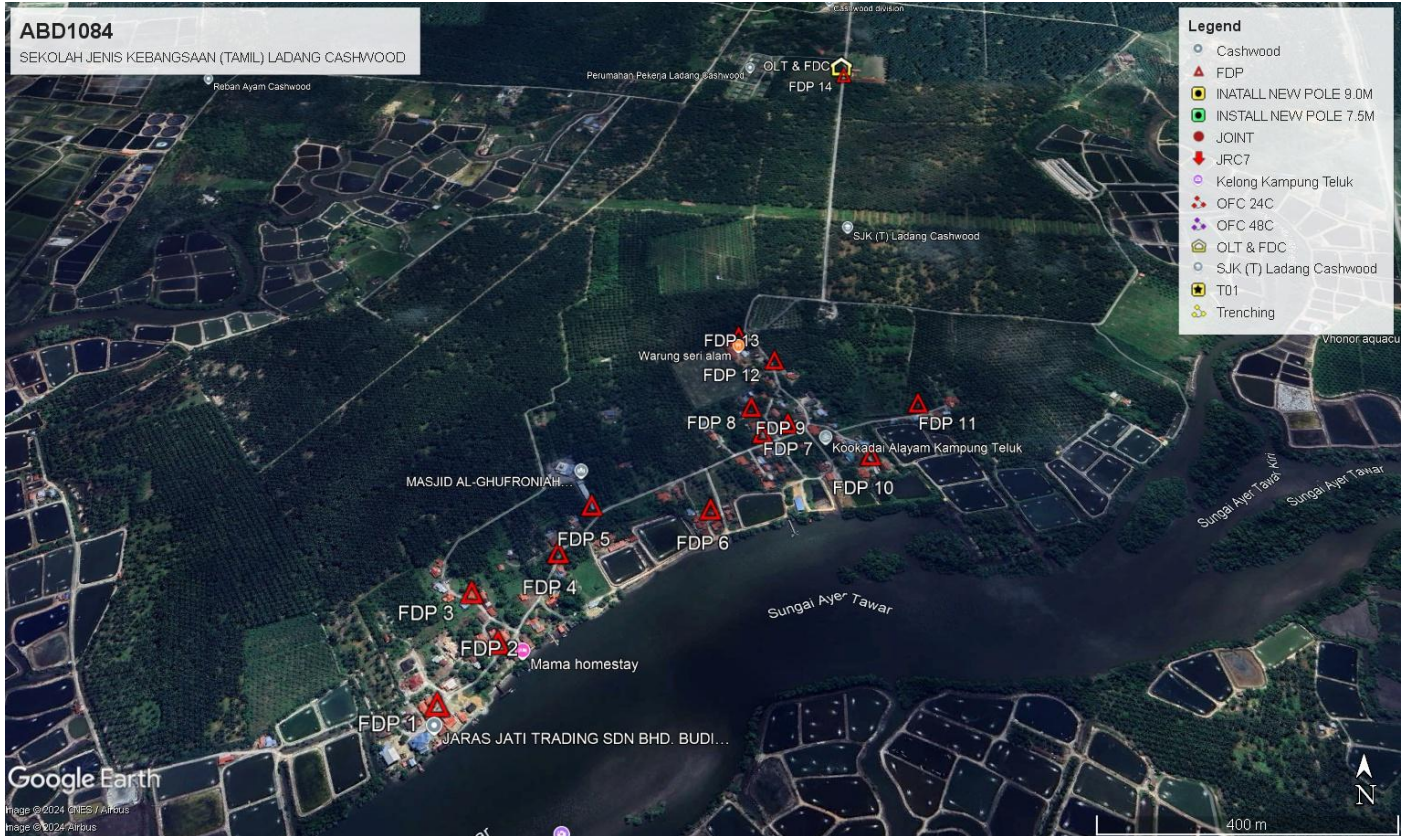 ABD1084
SEKOLAH JENIS KEBANGSAAN (TAMIL) LADANG CASHWOOD
Cashwood division
Legend
Cashwood
FDP
INATALL NEW POLE 9.0M
INSTALL NEW POLE 7.5M
JOINT
JRC7
Kelong Kampung Teluk
OFC 24C
OFC 48C
OLT & FDC
SJK (T) Ladang Cashwood
T01
Trenching
Perumahan Pekerja Ladang Cashwood
OLT & FDC
Reban Ayam Cashwood
FDP 14
SJK (T) Ladang Cashwood
Vhonor aquacu
FDP 13
Warung seri alam
FDP 12
FDP 8
FDP 9
FDP 11
FDP 7
Kookadai Alayam Kampung Teluk
MASJID AL-GHUFRONIAH...
FDP 10
Sungai Ayer Tawar Kiri
Sungai Ayer Tawar
FDP 5
FDP 6
FDP 4
FDP 3
Sungai Ayer Tawar
FDP 2
Mama homestay
FDP 1
JARAS JATI TRADING SDN BHD. BUDI...
Google Earth
Image © 2024 CNES / Airbus
Image © 2024 Airbus
N
400 m